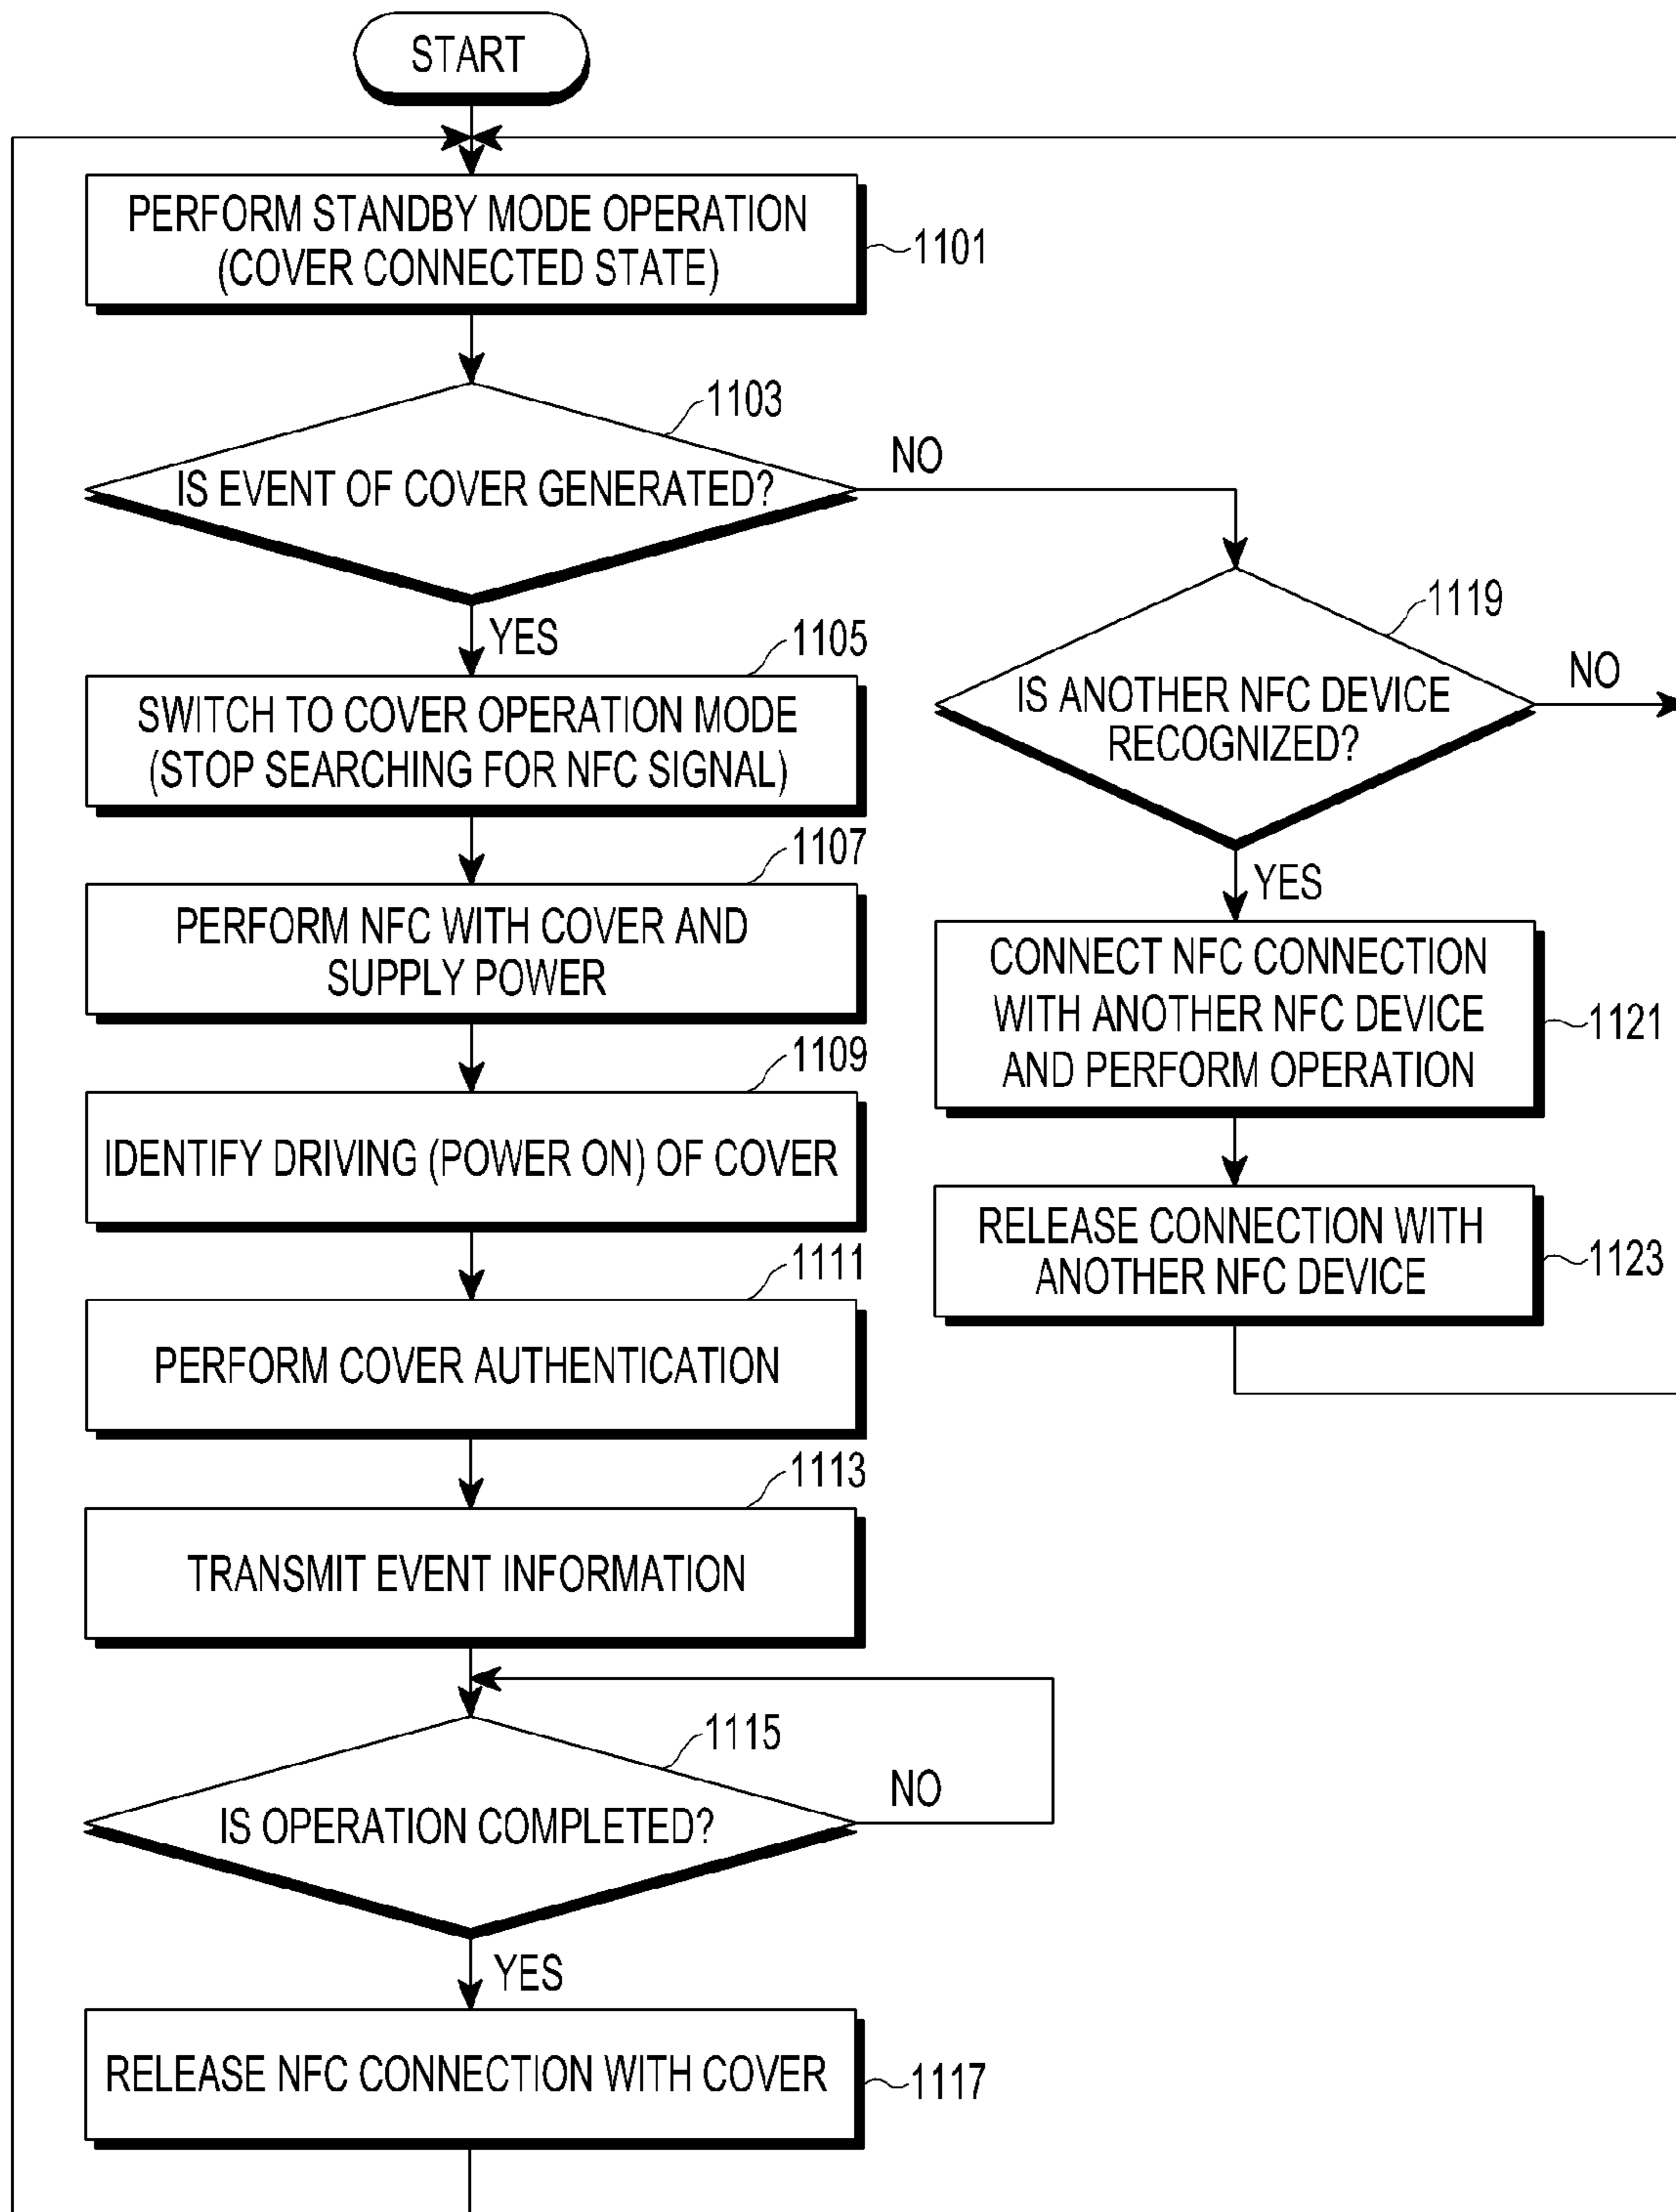 START
PERFORM STANDBY MODE OPERATION
(COVER CONNECTED STATE)
1101
1103
IS EVENT OF COVER GENERATED?
NO
YES
1105
SWITCH TO COVER OPERATION MODE
(STOP SEARCHING FOR NFC SIGNAL)
1107
PERFORM NFC WITH COVER AND
SUPPLY POWER
1109
IDENTIFY DRIVING (POWER ON) OF COVER
1111
PERFORM COVER AUTHENTICATION
1113
TRANSMIT EVENT INFORMATION
1115
IS OPERATION COMPLETED?
NO
YES
RELEASE NFC CONNECTION WITH COVER
1117
1119
IS ANOTHER NFC DEVICE
RECOGNIZED?
NO
YES
CONNECT NFC CONNECTION
WITH ANOTHER NFC DEVICE
AND PERFORM OPERATION
1121
RELEASE CONNECTION WITH
ANOTHER NFC DEVICE
1123